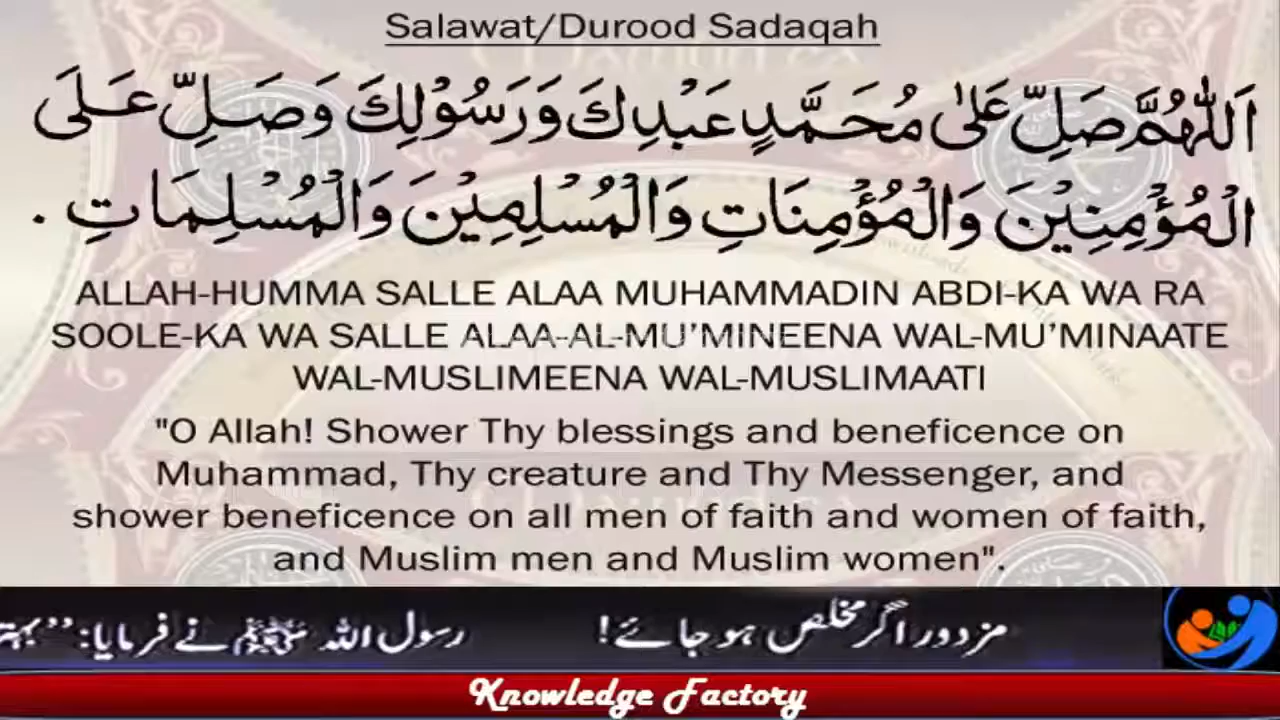 Salawat/Durood Sadaqah
اَللّٰهُمَّ صَلِّ عَلٰى مُحَمَّدٍ عَبْدِكَ وَرَسُوْلِكَ وَصَلِّ عَلَى
الْمُؤْمِنِيْنَ وَالْمُؤْمِنَاتِ وَالْمُسْلِمِيْنَ وَالْمُسْلِمَاتِ .
ALLAH-HUMMA SALLE ALAA MUHAMMADIN ABDI-KA WA RA
SOOLE-KA WA SALLE ALAA-AL-MU’MINEENA WAL-MU’MINAATE
WAL-MUSLIMEENA WAL-MUSLIMAATI
"O Allah! Shower Thy blessings and beneficence on
Muhammad, Thy creature and Thy Messenger, and
shower beneficence on all men of faith and women of faith,
and Muslim men and Muslim women".
مزدور اگر مخلص ہو جائے! رسول اللہ ﷺ نے فرمایا: ’’
Knowledge Factory